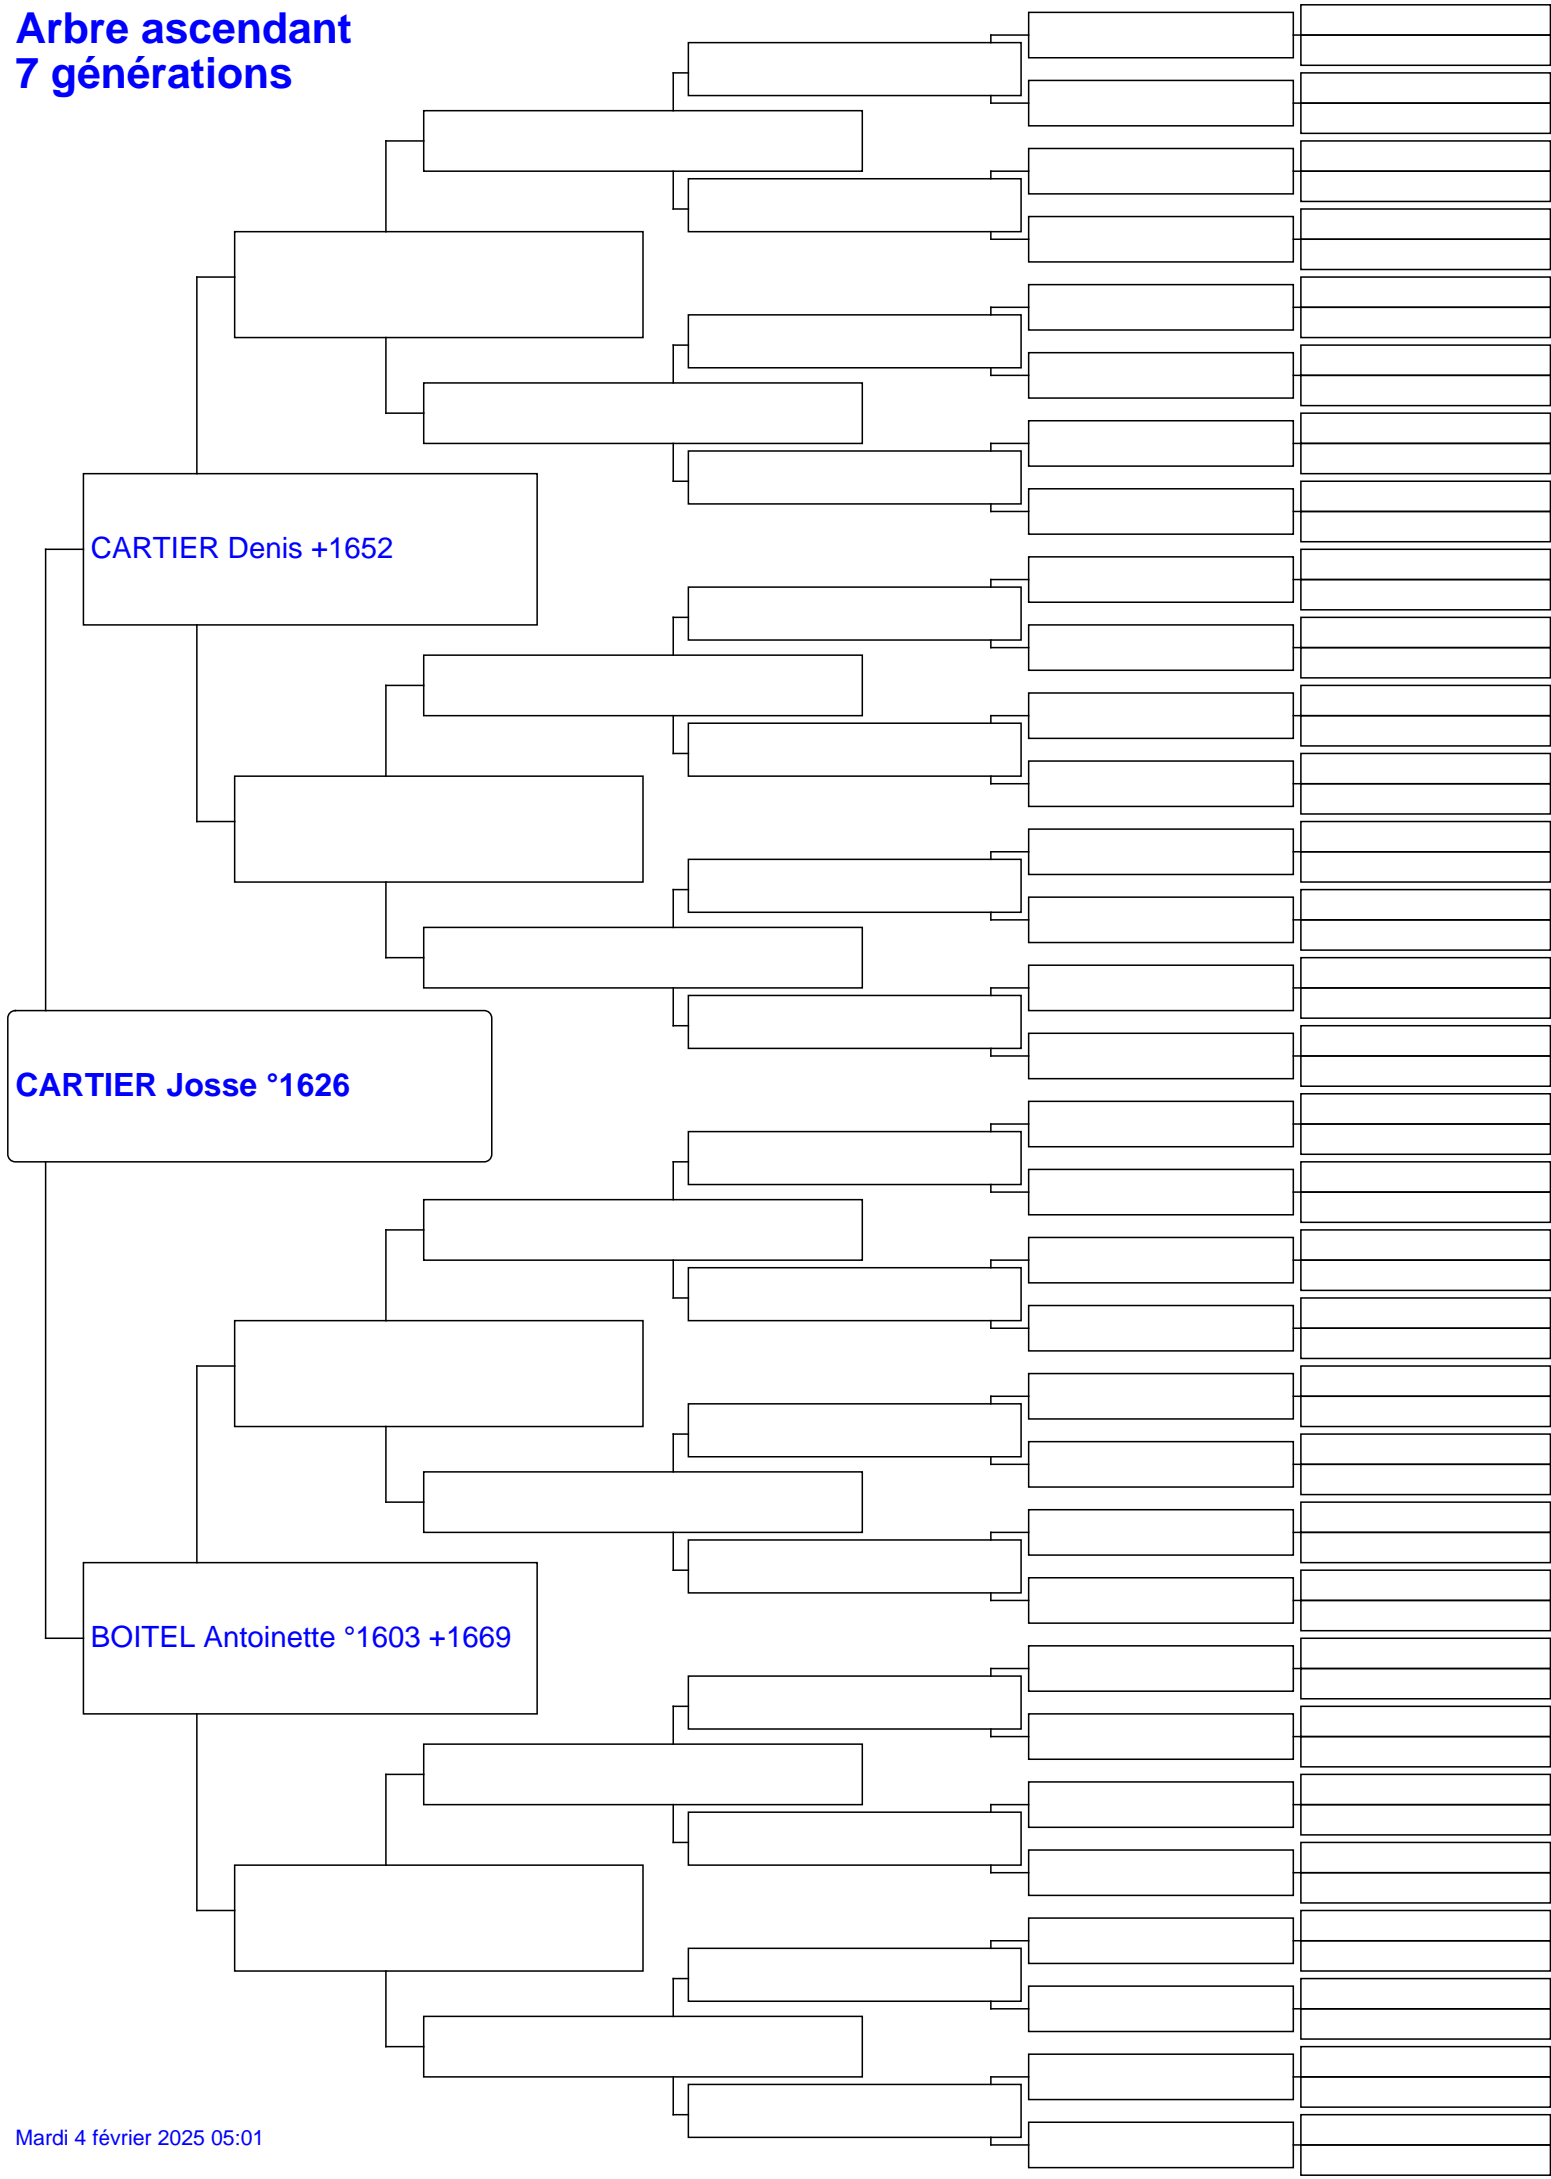 Arbre ascendant
7 générations
CARTIER Denis +1652
CARTIER Josse °1626
BOITEL Antoinette °1603 +1669
Mardi 4 février 2025 05:01